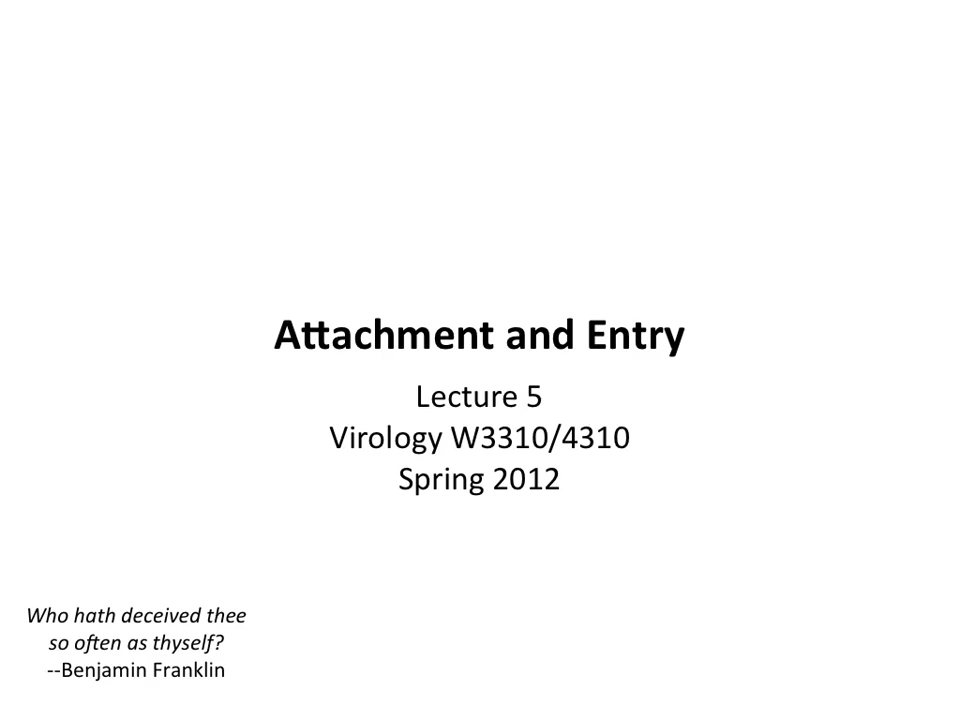 Attachment and Entry
Lecture 5
Virology W3310/4310
Spring 2012
Who hath deceived thee
so often as thyself?
--Benjamin Franklin